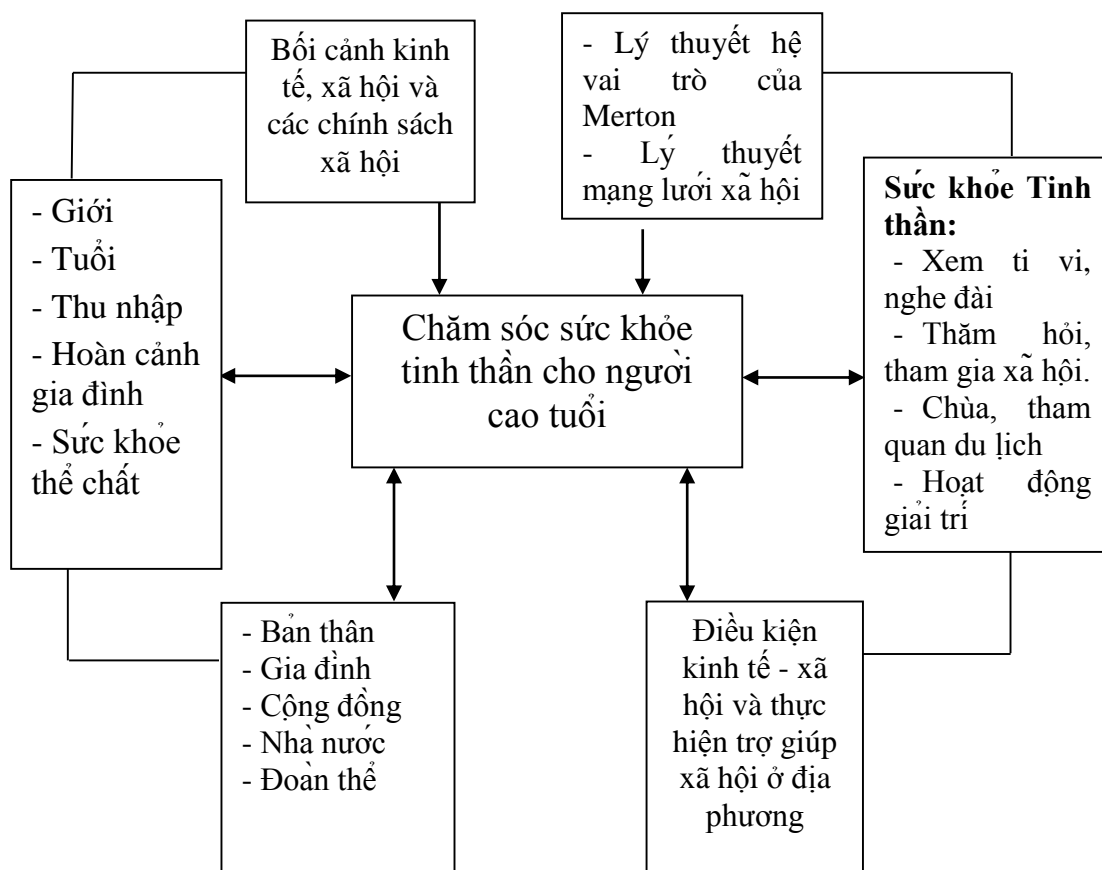 Bối cảnh kinh
tế, xã hội và
các chính sách
xã hội
- Lý thuyết hệ
vai trò của
Merton
- Lý thuyết
mạng lưới xã hội
- Giới
- Tuổi
- Thu nhập
- Hoàn cảnh
gia đình
- Sức khỏe
thể chất
Chăm sóc sức khỏe
tinh thần cho người
cao tuổi
Sức khỏe Tinh
thần:
- Xem ti vi,
nghe đài
- Thăm hỏi,
tham gia xã hội.
- Chùa, tham
quan du lịch
- Hoạt động
giải trí
- Bản thân
- Gia đình
- Cộng đồng
- Nhà nước
- Đoàn thể
Điều kiện
kinh tế - xã
hội và thực
hiện trợ giúp
xã hội ở địa
phương